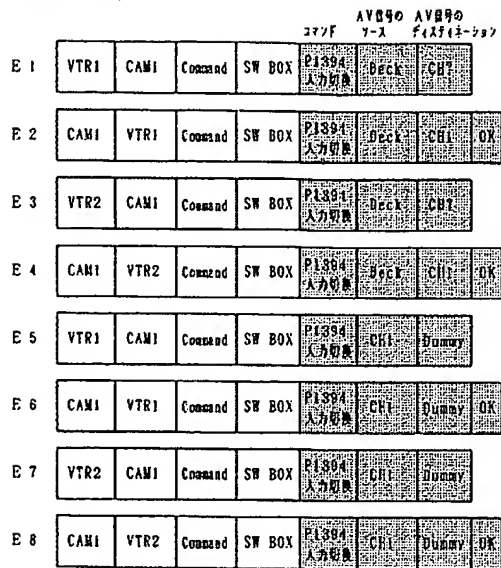 AV信号の AV信号の
コマンド ソース ディスティネーション
E 1 VTR1 CAM1 Command SW BOX P1394 入力切換 Deck CH?
E 2 CAM1 VTR1 Command SW BOX P1394 入力切換 Deck CH1 OK
E 3 VTR2 CAM1 Command SW BOX P1394 入力切換 Deck CH?
E 4 CAM1 VTR2 Command SW BOX P1394 入力切換 Deck CH1 OK
E 5 VTR1 CAM1 Command SW BOX P1394 入力切換 CH1 Dummy
E 6 CAM1 VTR1 Command SW BOX P1394 入力切換 CH1 Dummy OK
E 7 VTR2 CAM1 Command SW BOX P1394 入力切換 CH1 Dummy
E 8 CAM1 VTR2 Command SW BOX P1394 入力切換 CH1 Dummy OK